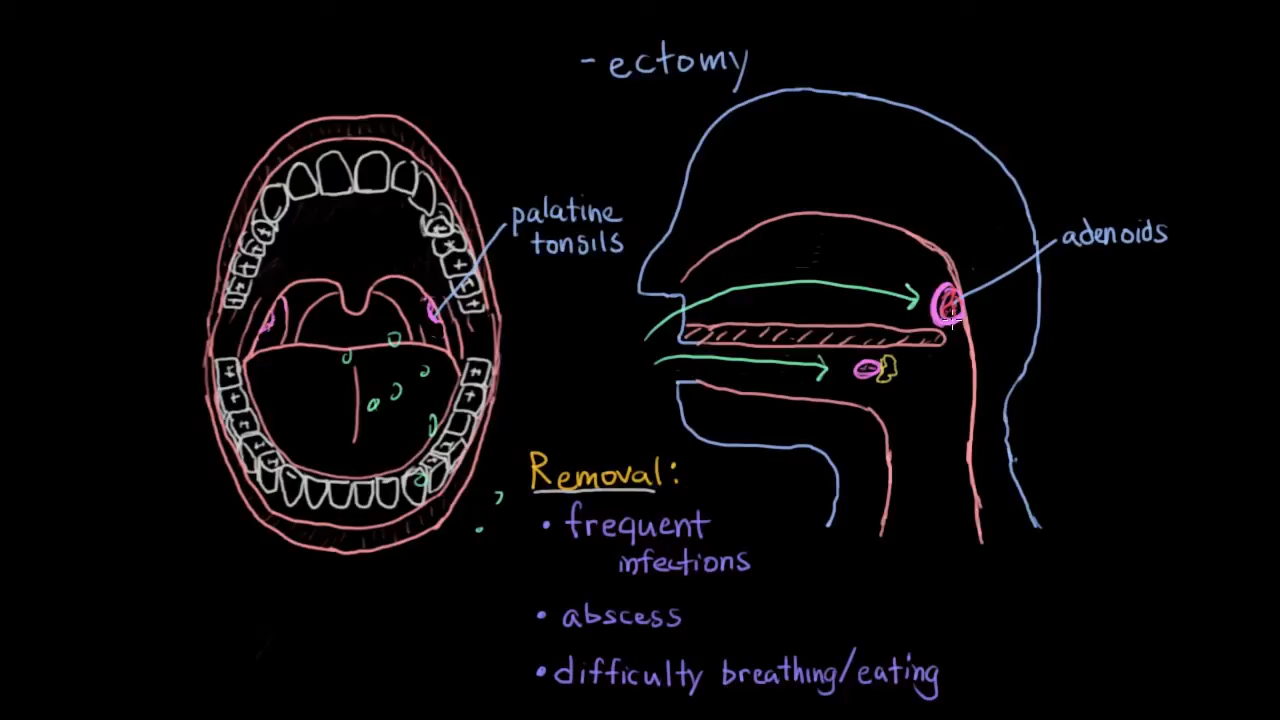 - ectomy
palatine
tonsils
adenoids
Removal:
• frequent
infections
• abscess
• difficulty breathing/eating